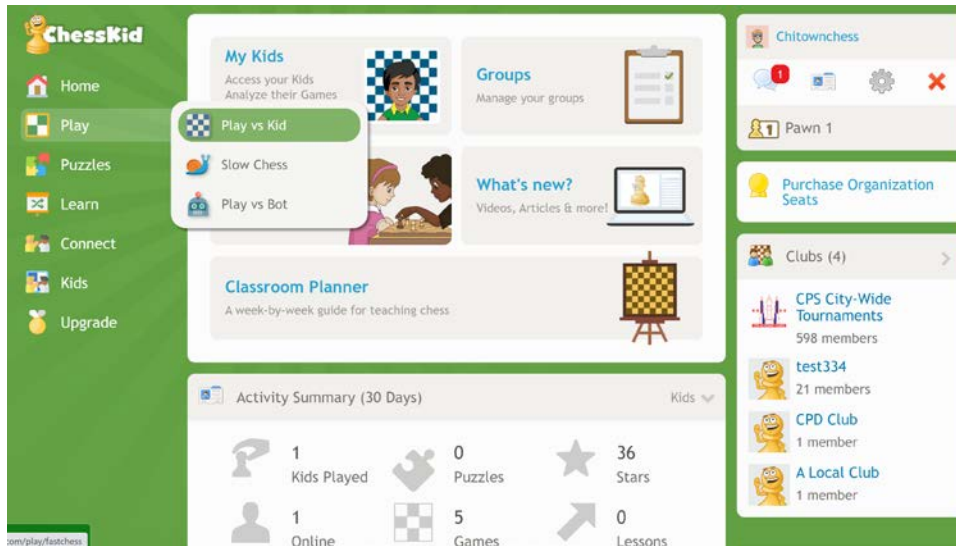 ChessKid
Home
Play
Puzzles
Learn
Connect
Kids
Upgrade
Play vs Kid
Slow Chess
Play vs Bot
My Kids
Access your Kids
Analyze their Games
Groups
Manage your groups
What's new?
Videos, Articles & more!
Classroom Planner
A week-by-week guide for teaching chess
Activity Summary (30 Days)
Kids
1
Kids Played
0
Puzzles
36
Stars
1
Online
5
Games
0
Lessons
Chitownchess
1
1
Pawn 1
Purchase Organization
Seats
Clubs (4)
CPS City-Wide
Tournaments
598 members
test334
21 members
CPD Club
1 member
A Local Club
1 member
com/play/fastchess